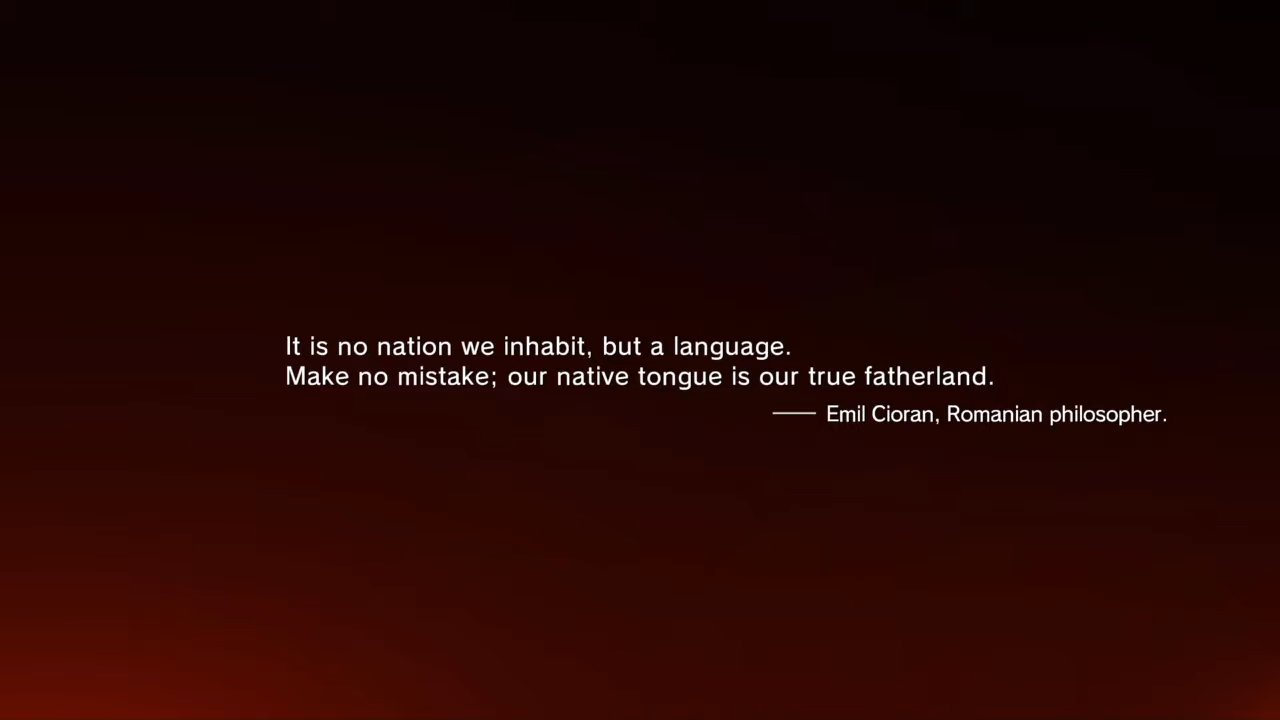 It is no nation we inhabit, but a language.
Make no mistake; our native tongue is our true fatherland.
—— Emil Cioran, Romanian philosopher.